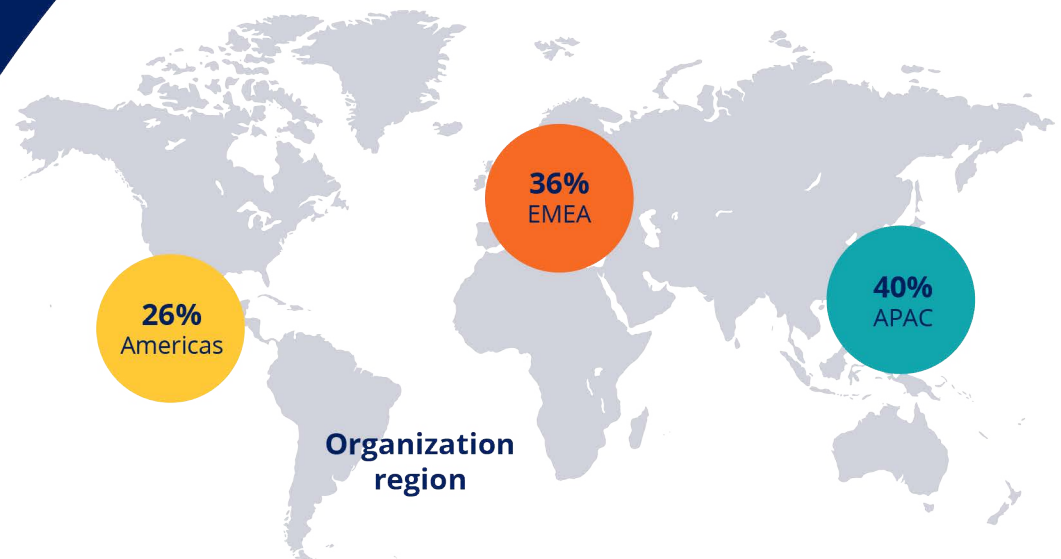 36%
EMEA
40%
APAC
26%
Americas
Organization
region